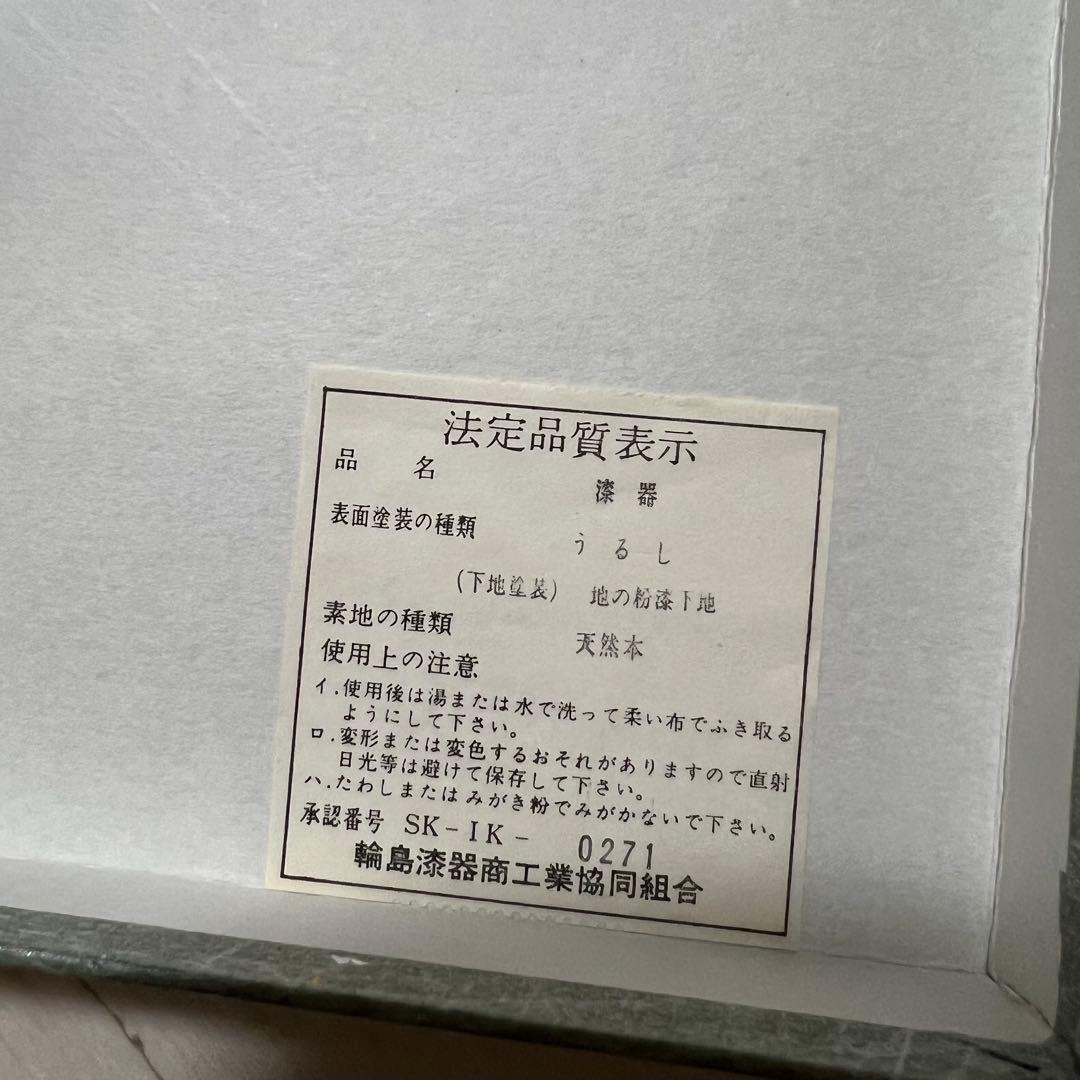 法定品質表示
品名 漆器
表面塗装の種類 うるし
(下地塗装) 地の粉漆下地
素地の種類 天然木
使用上の注意
イ.使用後は湯または水で洗って柔い布でふき取る
ようにして下さい。
ロ.変形または変色するおそれがありますので直射
日光等は避けて保存して下さい。
ハ.たわしまたはみがき粉でみがかないで下さい。
承認番号 SK-IK-0271
輪島漆器商工業協同組合